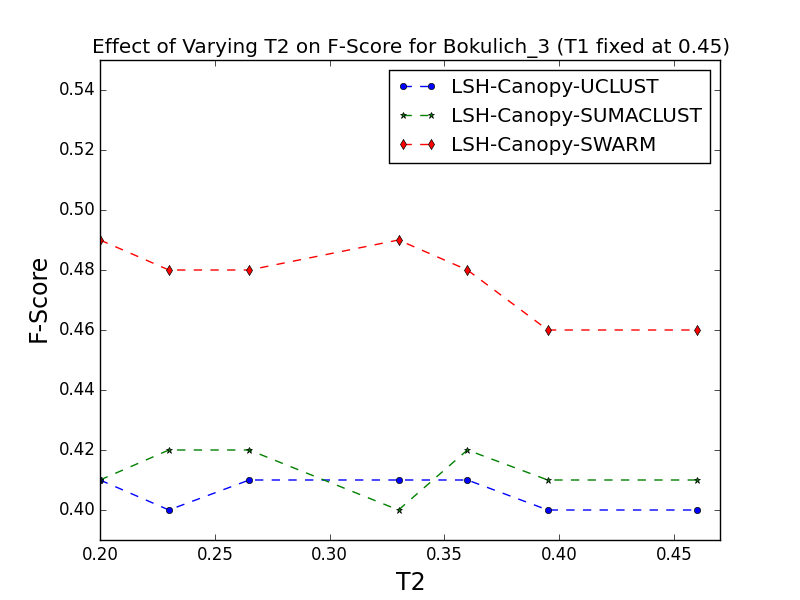 Effect of Varying T2 on F-Score for Bokulich_3 (T1 fixed at 0.45)
LSH-Canopy-UCLUST
LSH-Canopy-SUMACLUST
LSH-Canopy-SWARM
F-Score
0.54
0.52
0.50
0.48
0.46
0.44
0.42
0.40
0.20 0.25 0.30 0.35 0.40 0.45
T2